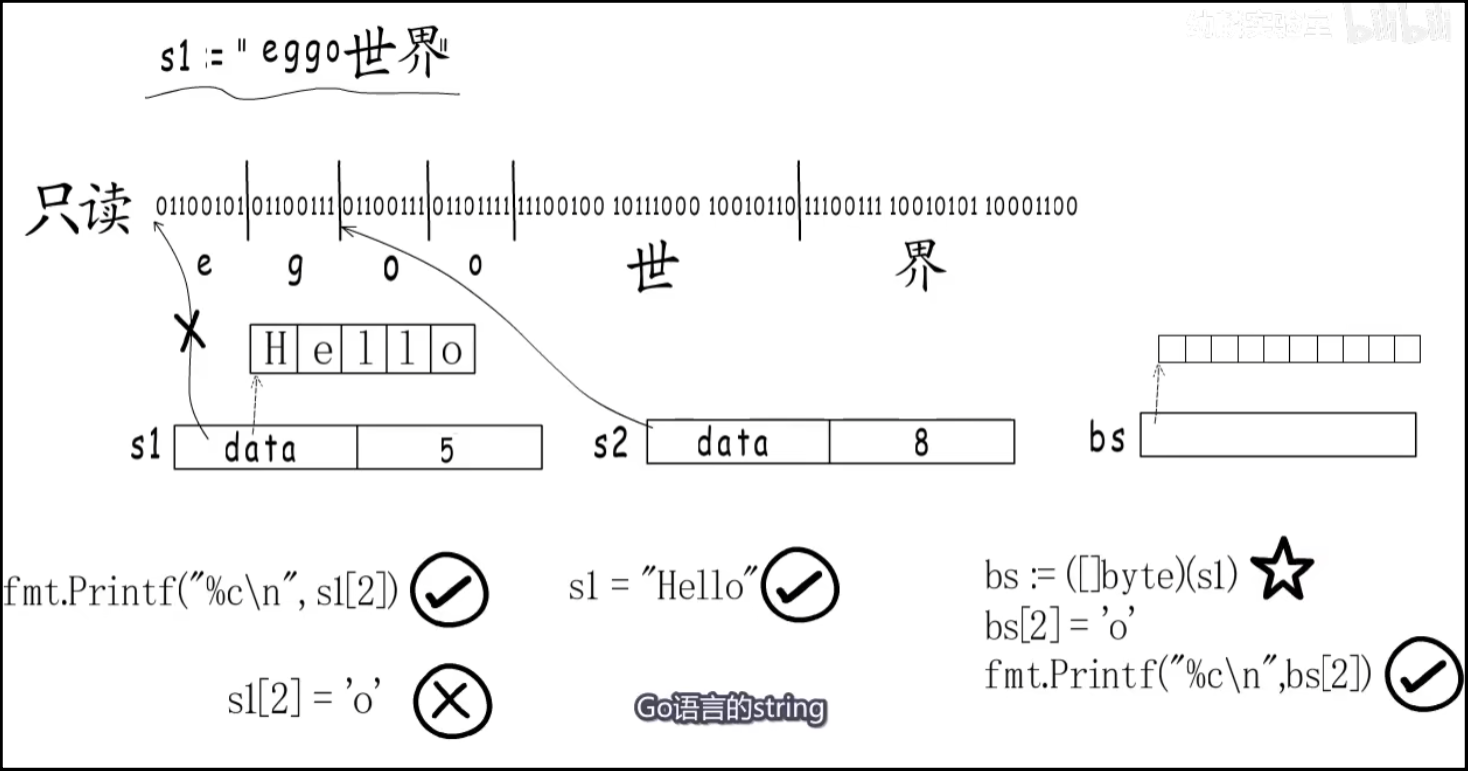 s1 := "eggo世界"
只读 01100101 01100111 01100111 01101111 11100100 10111000 10010110 11100111 10010101 10001100
e g o o 世 界
H e l l o
s1 data 5 s2 data 8 bs
fmt.Printf("%c\n", s1[2])
s1[2] = 'o'
s1 = "Hello"
bs := ([]byte)(s1)
bs[2] = 'o'
fmt.Printf("%c\n",bs[2])
Go语言的string
bilibili